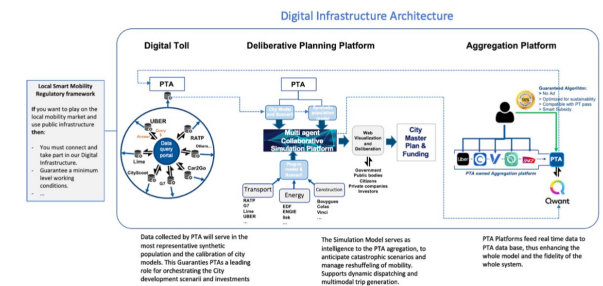 Digital Infrastructure Architecture
Digital Toll
Deliberative Planning Platform
Aggregation Platform
Local Smart Mobility
Regulatory framework
If you want to play on the
local mobility market and
use public infrastructure
then:
- You must connect and
take part in our Digital
Infrastructure.
- Guarantee a minimum
level working
conditions.
- ...
PTA
UBER
RATP
Others...
Car2Go
G7
CityScoot
Lime
Data
query
portal
PTA
Multi agent
Collaborative
Simulation Platform
Web
Visualization
and
Deliberation
City
Master
Plan &
Funding
Government
Public bodies
Citizens
Private companies
Investors
Transport
RATP
G7
Lime
UBER
...
Energy
EDF
ENGIE
...
Construction
Bouygues
Colas
Vinci
...
Guaranteed Algorithm:
• No Ad
• Optimized for sustainability
• Compatible with PT pass
• Smart Subsidy
Uber
PTA
PTA owned Aggregation platform
Qwant
Data collected by PTA will serve in the
most representative synthetic
population and the calibration of city
models. This Guaranties PTAs a leading
role for orchestrating the City
development scenarii and investments
The Simulation Model serves as
intelligence to the PTA agregation, to
anticipate catastrophic scenarios and
manage reshuffeling of mobility.
Supports dynamic dispatching and
multimodal trip generation.
PTA Platforms feed real time data to
PTA data base, thus enhancing the
whole model and the fidelity of the
whole system.